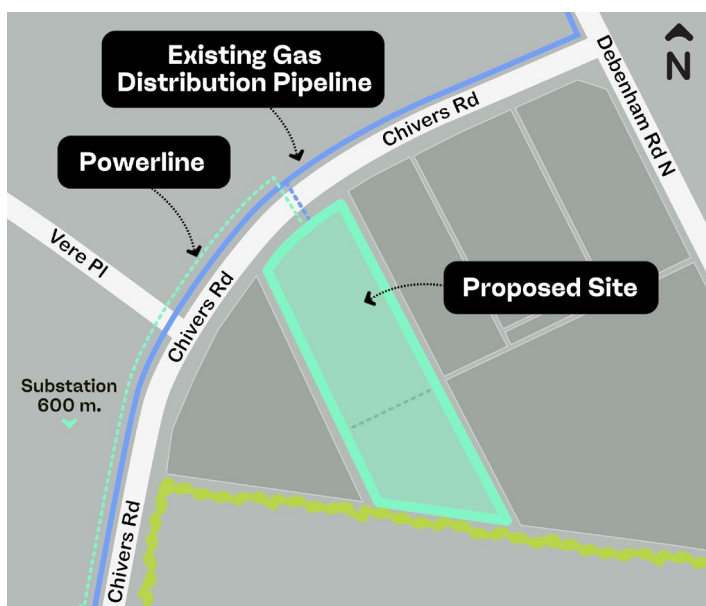 Existing Gas
Distribution Pipeline
N
Debenham Rd N
Chivers Rd
Powerline
Vere Pl
Chivers Rd
Proposed Site
Substation
600 m.
Chivers Rd